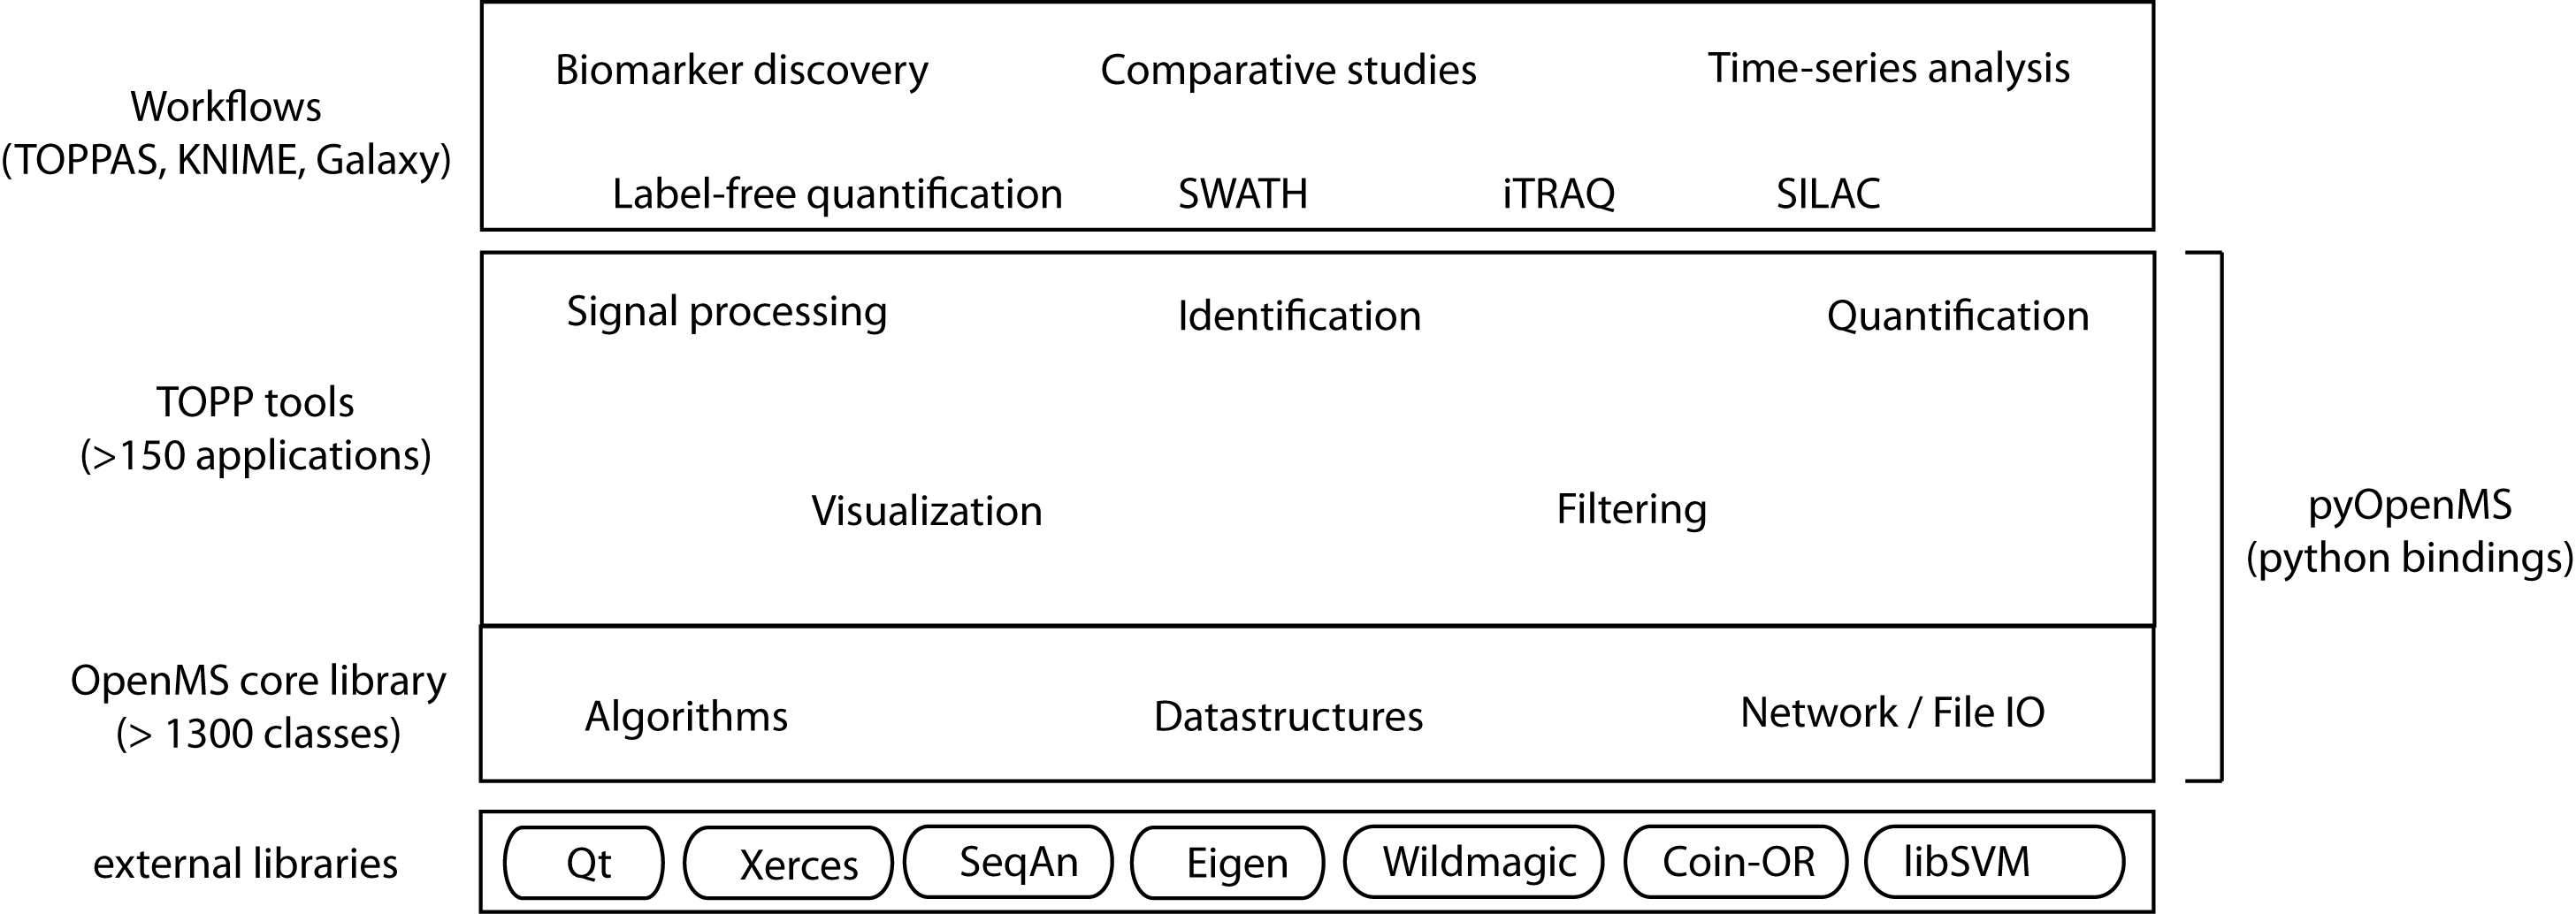 Workflows
(TOPPAS, KNIME, Galaxy)
Biomarker discovery Comparative studies Time-series analysis
Label-free quantification SWATH iTRAQ SILAC
TOPP tools
(>150 applications)
Signal processing Identification Quantification
Visualization Filtering
pyOpenMS
(python bindings)
OpenMS core library
(> 1300 classes)
Algorithms Datastructures Network / File IO
external libraries
Qt Xerces SeqAn Eigen Wildmagic Coin-OR libSVM